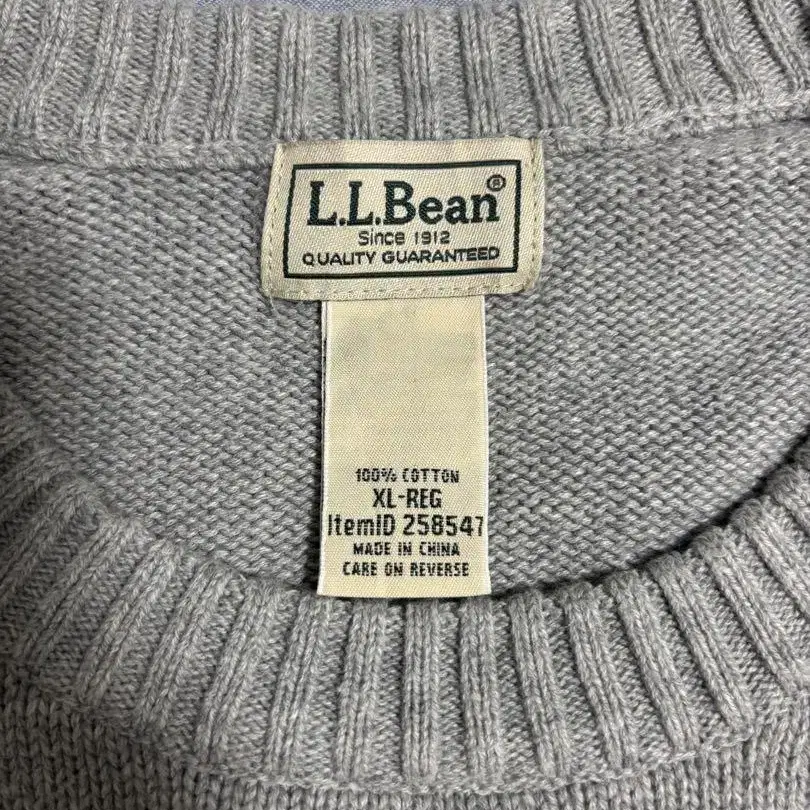 L.L.Bean®
Since 1912
QUALITY GUARANTEED
100% COTTON
XL-REG
ItemID 258547
MADE IN CHINA
CARE ON REVERSE